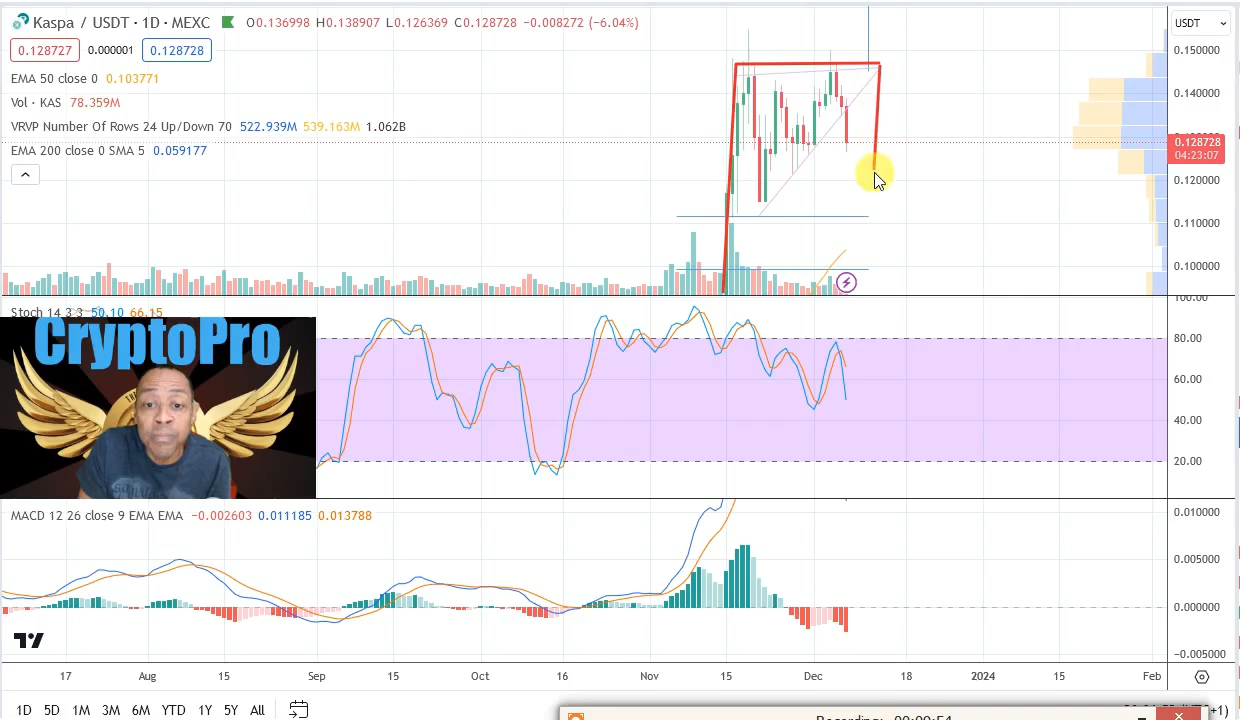 Kaspa / USDT · 1D · MEXC O0.136998 H0.138907 L0.126369 C0.128728 −0.008272 (−6.04%)
USDT
0.128727 0.000001 0.128728
EMA 50 close 0 0.103771
Vol · KAS 78.359M
VRVP Number Of Rows 24 Up/Down 70 522.939M 539.163M 1.062B
EMA 200 close 0 SMA 5 0.059177
0.150000
0.140000
0.128728
04:23:07
0.120000
0.110000
0.100000
Stoch 14 3 3 50.10 66.15
100.00
80.00
60.00
40.00
20.00
CryptoPro
MACD 12 26 close 9 EMA EMA −0.002603 0.011185 0.013788
0.010000
0.005000
0.000000
−0.005000
17 Aug 15 Sep 15 Oct 16 Nov 15 Dec 18 2024 15 Feb
1D 5D 1M 3M 6M YTD 1Y 5Y All